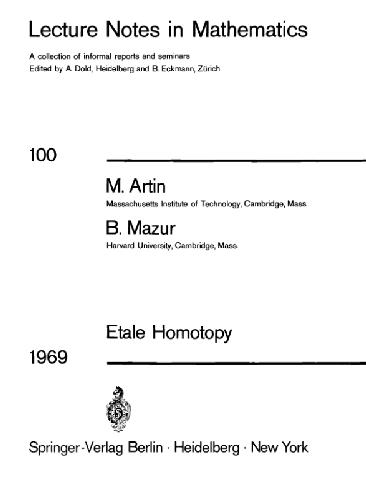 Lecture Notes in Mathematics
A collection of informal reports and seminars
Edited by A. Dold, Heidelberg and B. Eckmann, Zürich
100
M. Artin
Massachusetts Institute of Technology, Cambridge, Mass.
B. Mazur
Harvard University, Cambridge, Mass.
Etale Homotopy
1969
Springer-Verlag Berlin · Heidelberg · New York